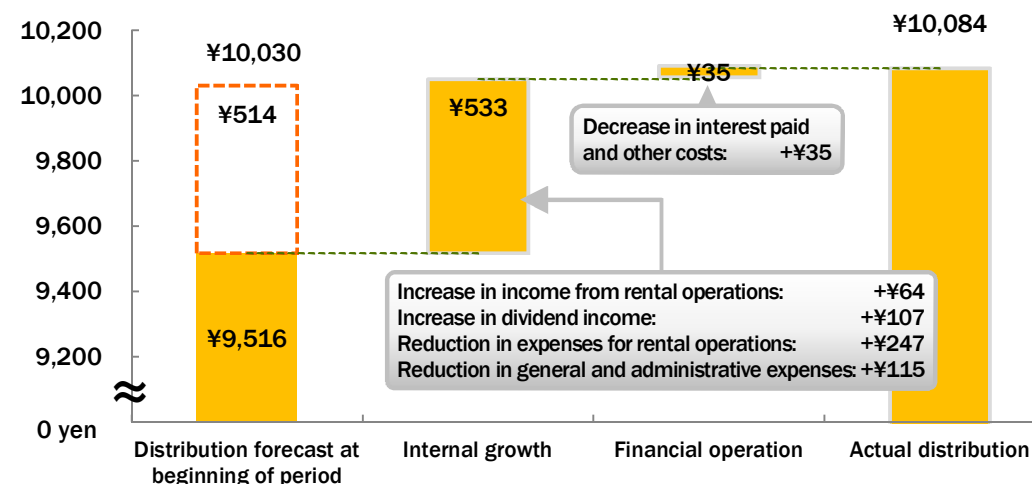 10,200
10,000
9,800
9,600
9,400
9,200
≈
0 yen
¥10,030
¥514
¥9,516
¥533
¥35
¥10,084
Decrease in interest paid
and other costs: +¥35
Increase in income from rental operations: +¥64
Increase in dividend income: +¥107
Reduction in expenses for rental operations: +¥247
Reduction in general and administrative expenses: +¥115
Distribution forecast at
beginning of period
Internal growth
Financial operation
Actual distribution